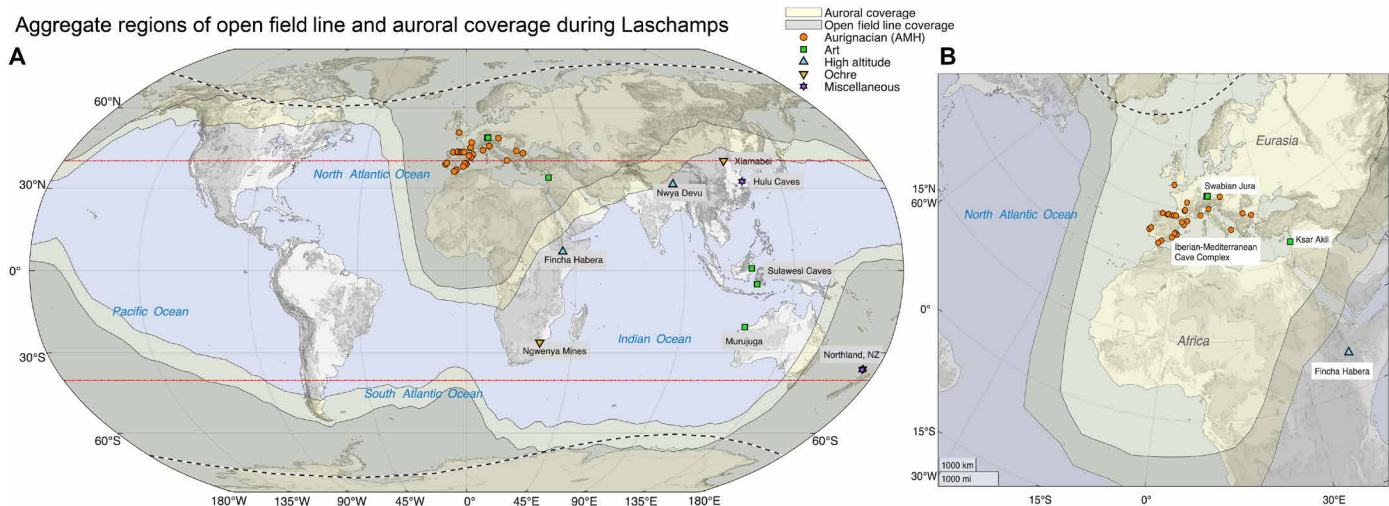 Aggregate regions of open field line and auroral coverage during Laschamps
Auroral coverage
Open field line coverage
Aurignacian (AMH)
Art
High altitude
Ochre
Miscellaneous
A
60°N
30°N
0°
30°S
60°S
60°S
North Atlantic Ocean
Pacific Ocean
South Atlantic Ocean
Indian Ocean
Xiamabei
Hulu Caves
Nwya Devu
Fincha Habera
Sulawesi Caves
Murujuga
Ngwenya Mines
Northland, NZ
180°W
135°W
90°W
45°W
0°E
45°E
90°E
135°E
180°E
B
15°N
60°W
0°
15°S
30°W
North Atlantic Ocean
Eurasia
Swabian Jura
Ksar Akil
Iberian-Mediterranean
Cave Complex
Africa
Fincha Habera
1000 km
1000 mi
15°S
0°
30°E